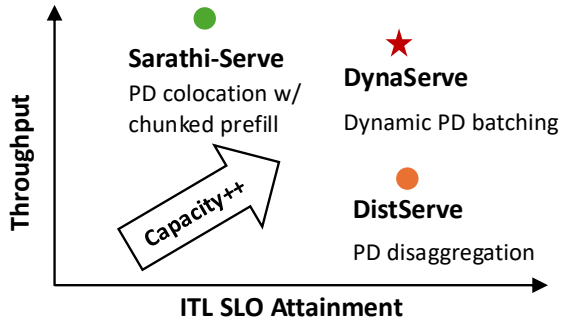 Throughput
Sarathi-Serve
PD colocation w/
chunked prefill
DynaServe
Dynamic PD batching
Capacity++
DistServe
PD disaggregation
ITL SLO Attainment